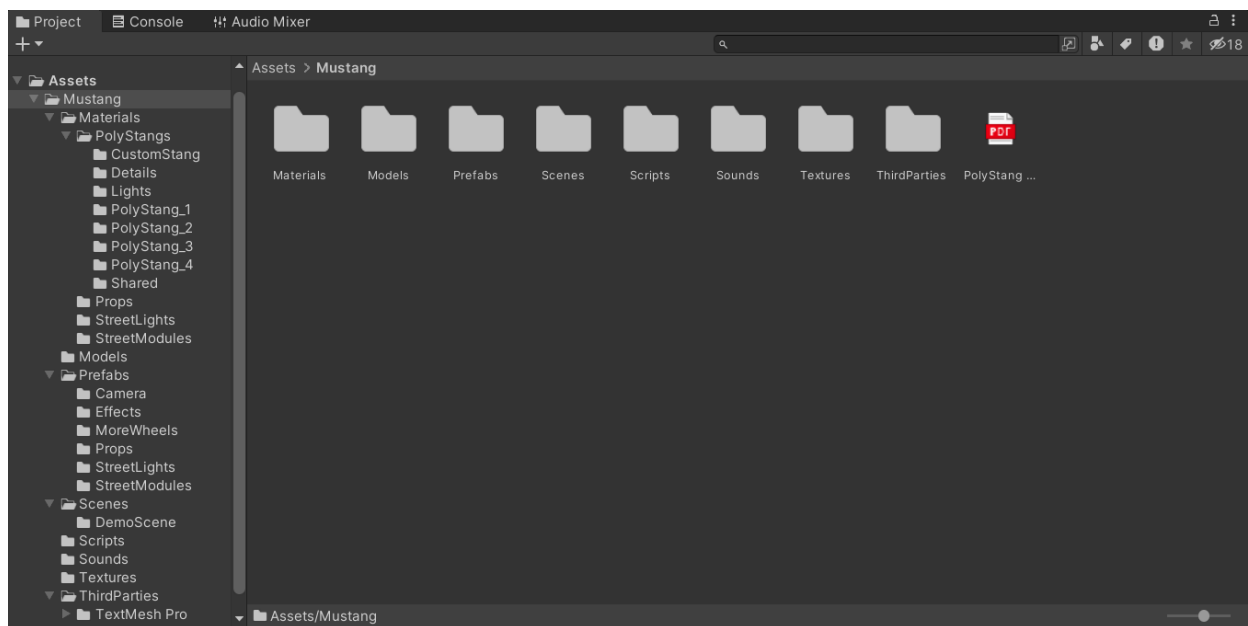 Project Console Audio Mixer
18
Assets
Mustang
Materials
PolyStangs
CustomStang
Details
Lights
PolyStang_1
PolyStang_2
PolyStang_3
PolyStang_4
Shared
Props
StreetLights
StreetModules
Models
Prefabs
Camera
Effects
MoreWheels
Props
StreetLights
StreetModules
Scenes
DemoScene
Scripts
Sounds
Textures
ThirdParties
TextMesh Pro
Assets > Mustang
PDF
Materials Models Prefabs Scenes Scripts Sounds Textures ThirdParties PolyStang ...
Assets/Mustang